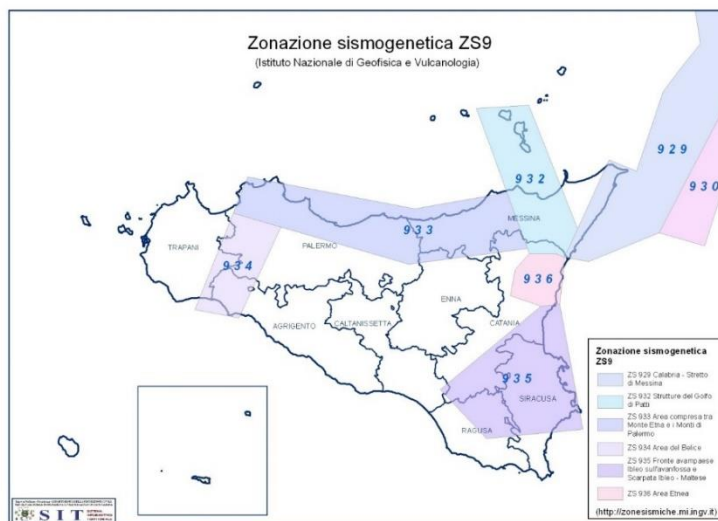 Zonazione sismogenetica ZS9
(Istituto Nazionale di Geofisica e Vulcanologia)
929
930
932
MESSINA
933
TRAPANI
PALERMO
934
936
ENNA
AGRIGENTO
CALTANISSETTA
CATANIA
935
SIRACUSA
RAGUSA
Zonazione sismogenetica
ZS9
ZS 929 Calabria - Stretto
di Messina
ZS 932 Strutture del Golfo
di Patti
ZS 933 Area compresa tra
Monte Etna e i Monti di
Palermo
ZS 934 Area del Belice
ZS 935 Fronte avampaese
Ibleo sull'avanfossa e
Scarpata Ibleo - Maltese
ZS 936 Area Etnea
(http://zonesismiche.mi.ingv.it)
SIT